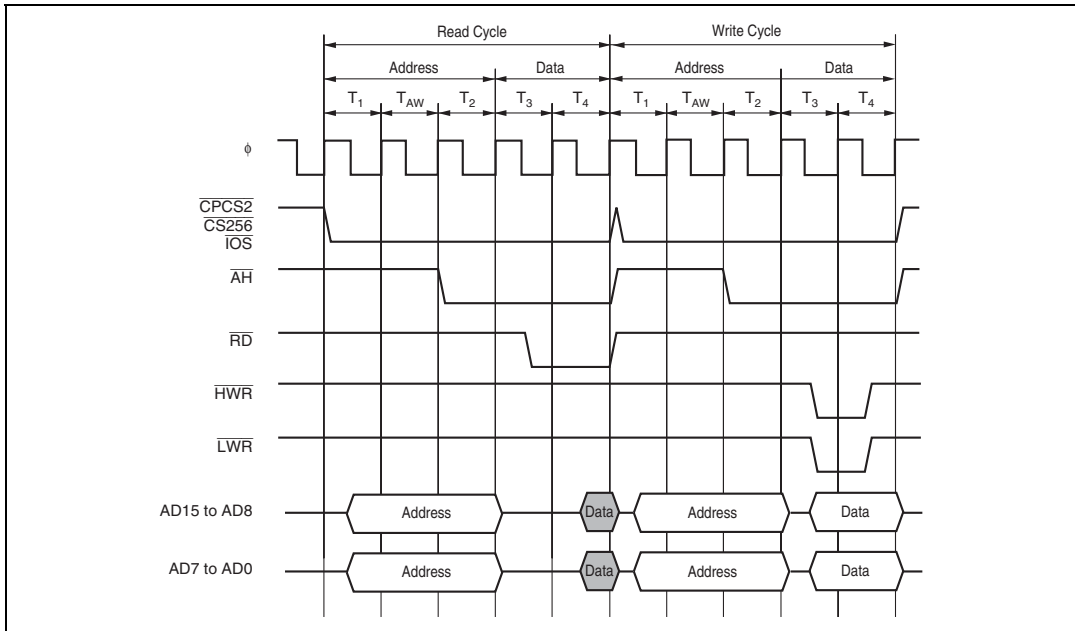 Read Cycle Write Cycle
Address Data Address Data
T1 TAW T2 T3 T4 T1 TAW T2 T3 T4
ϕ
CPCS2
CS256
IOS
AH
RD
HWR
LWR
AD15 to AD8 Address Data Address Data
AD7 to AD0 Address Data Address Data